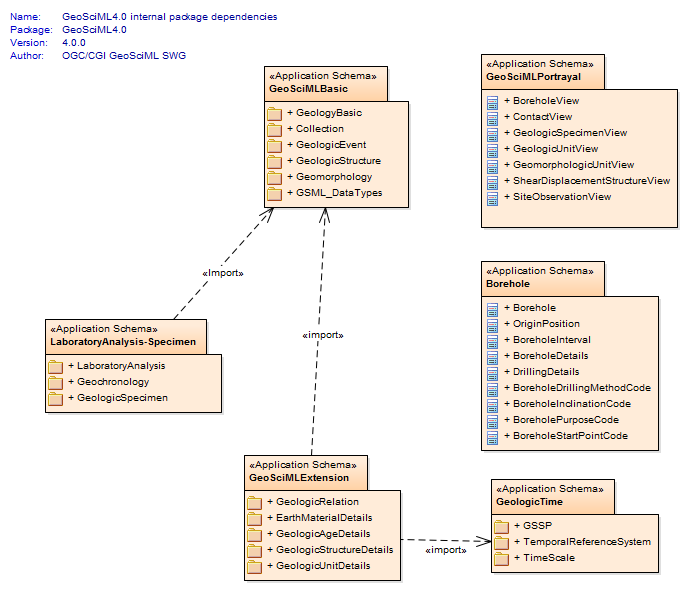 Name: GeoSciML4.0 internal package dependencies
Package: GeoSciML4.0
Version: 4.0.0
Author: OGC/CGI GeoSciML SWG
«Application Schema»
GeoSciMLBasic
+ GeologyBasic
+ Collection
+ GeologicEvent
+ GeologicStructure
+ Geomorphology
+ GSML_DataTypes
«Application Schema»
GeoSciMLPortrayal
+ BoreholeView
+ ContactView
+ GeologicSpecimenView
+ GeologicUnitView
+ GeomorphologicUnitView
+ ShearDisplacementStructureView
+ SiteObservationView
«Import»
«Application Schema»
Borehole
+ Borehole
+ OriginPosition
+ BoreholeInterval
+ BoreholeDetails
+ DrillingDetails
+ BoreholeDrillingMethodCode
+ BoreholeInclinationCode
+ BoreholePurposeCode
+ BoreholeStartPointCode
«import»
«Application Schema»
LaboratoryAnalysis-Specimen
+ LaboratoryAnalysis
+ Geochronology
+ GeologicSpecimen
«Application Schema»
GeoSciMLExtension
+ GeologicRelation
+ EarthMaterialDetails
+ GeologicAgeDetails
+ GeologicStructureDetails
+ GeologicUnitDetails
«import»
«Application Schema»
GeologicTime
+ GSSP
+ TemporalReferenceSystem
+ TimeScale